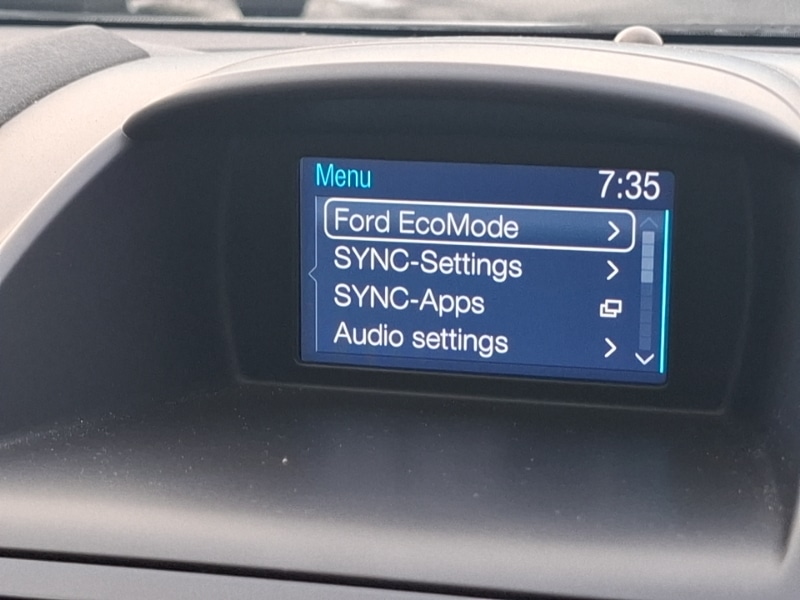 Menu 7:35
Ford EcoMode
SYNC-Settings
SYNC-Apps
Audio settings